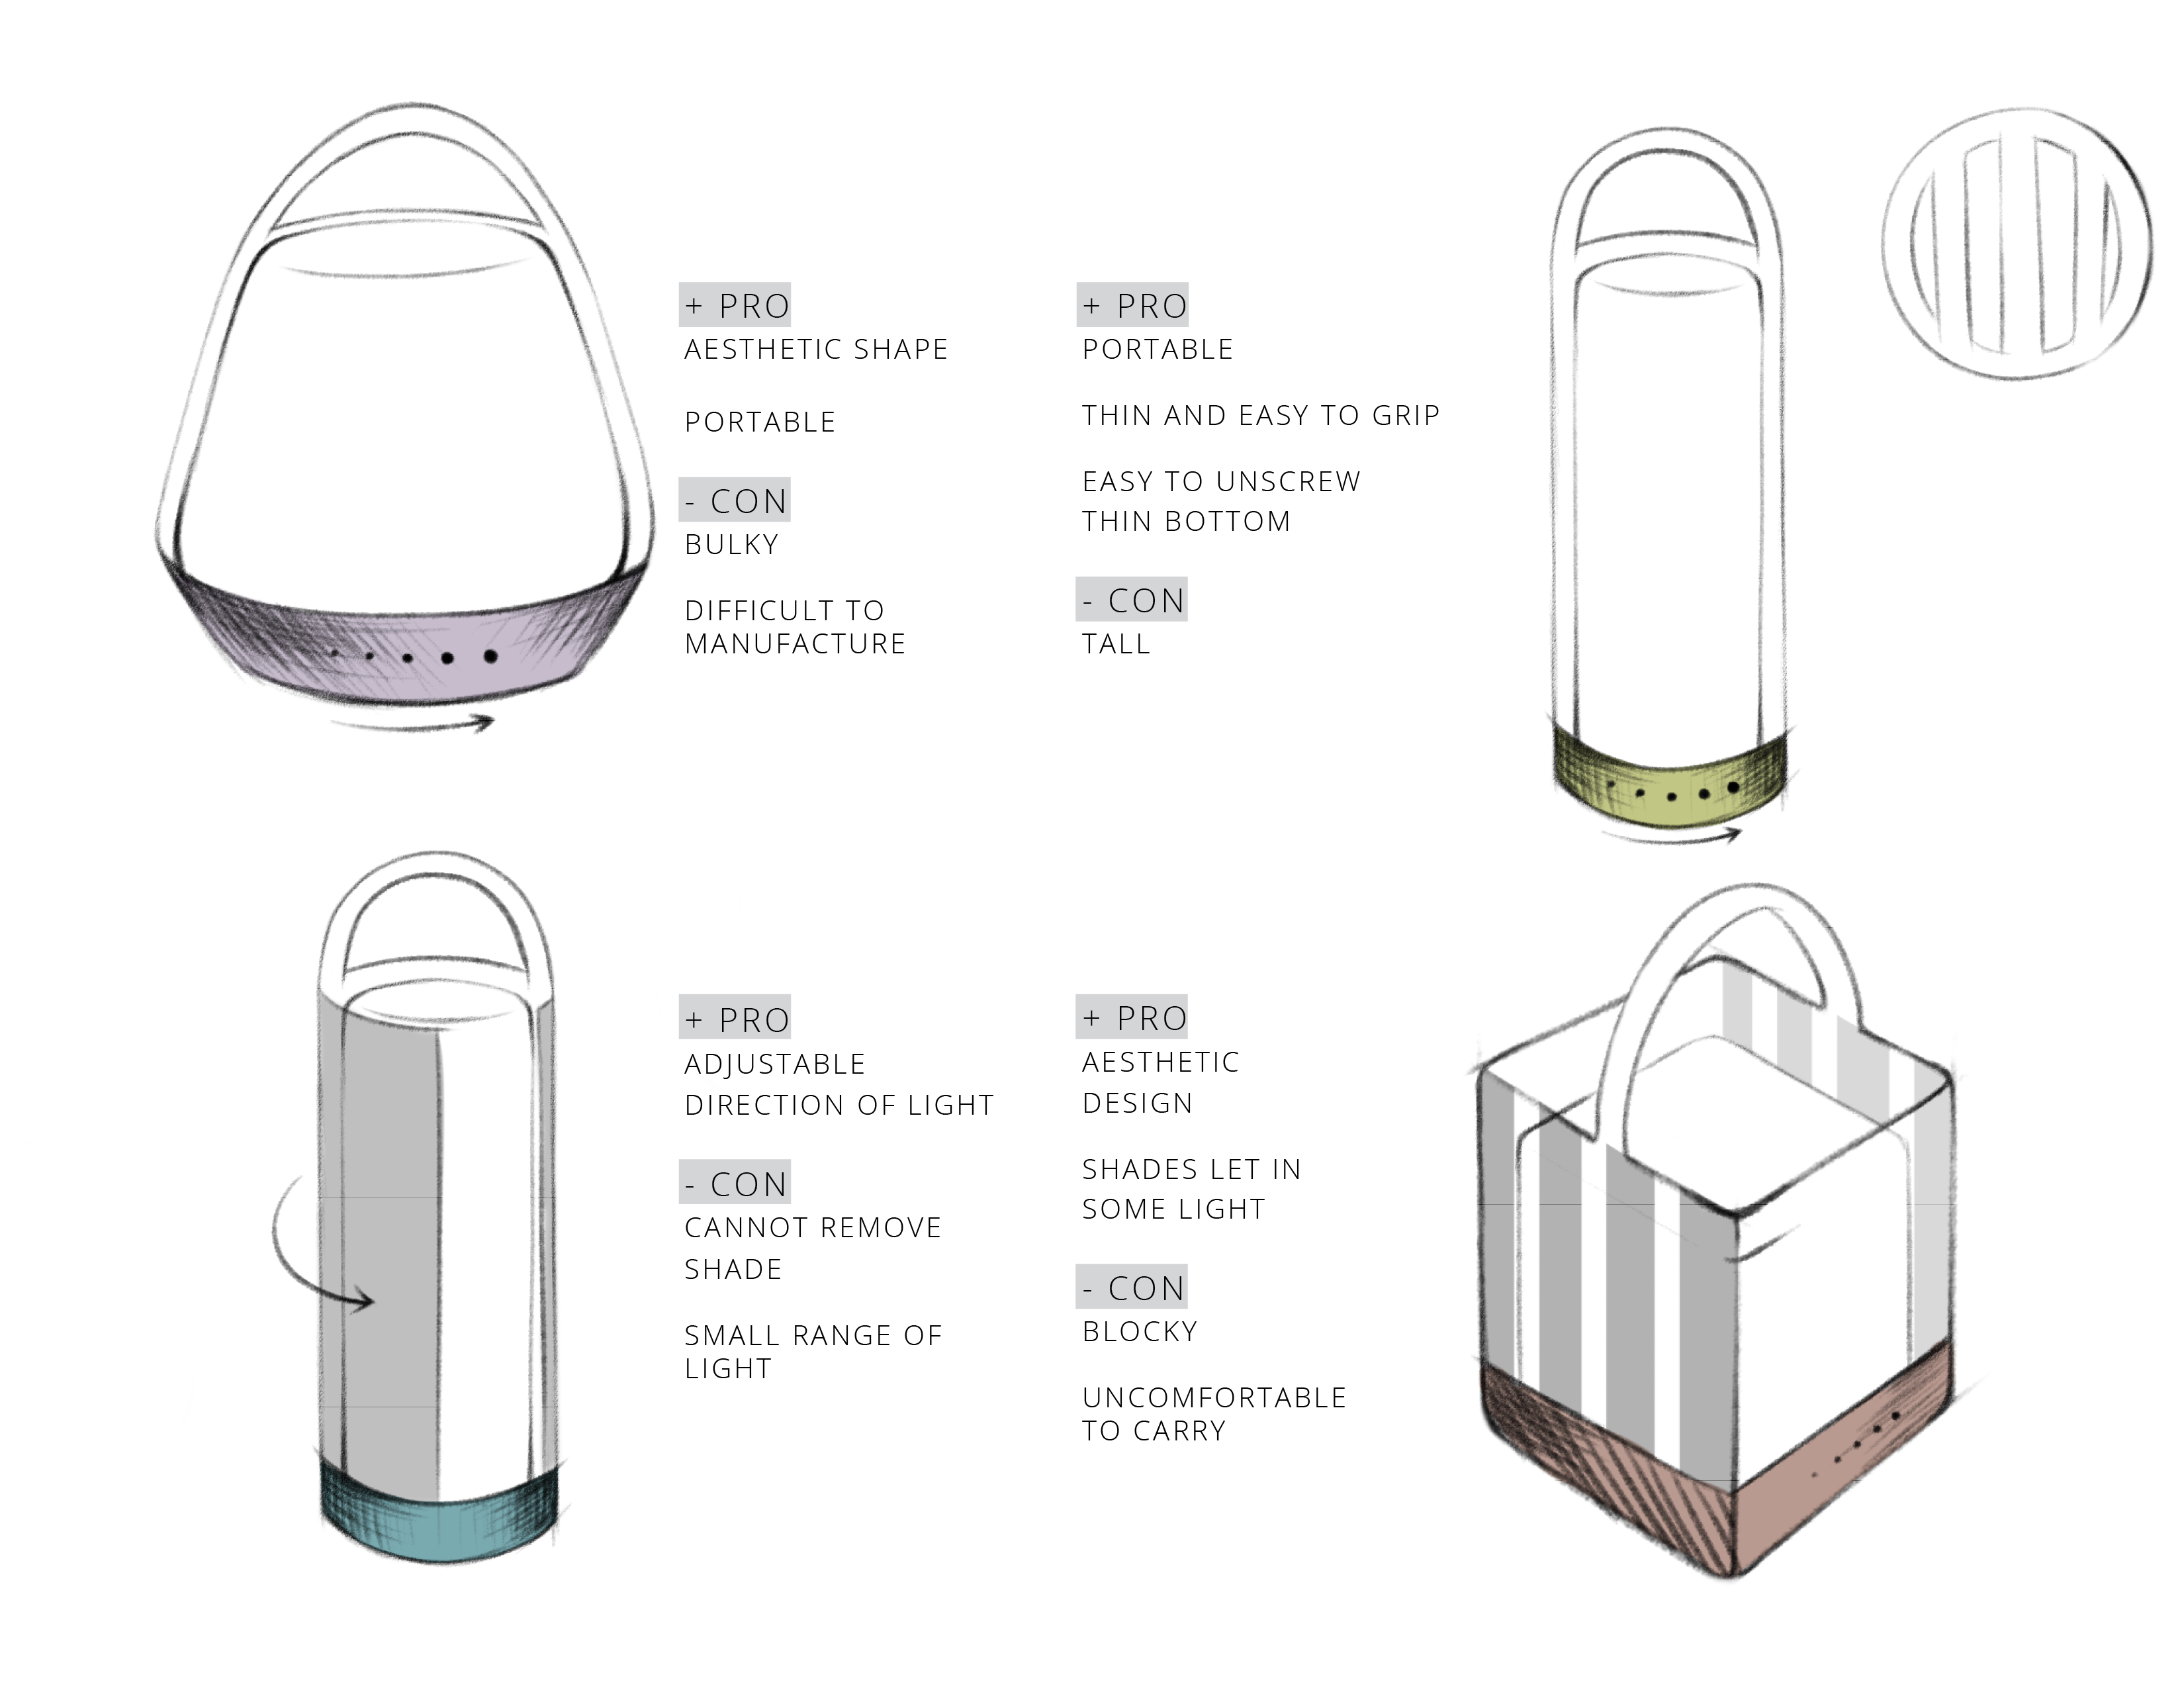 + PRO
AESTHETIC SHAPE
PORTABLE
- CON
BULKY
DIFFICULT TO
MANUFACTURE
+ PRO
PORTABLE
THIN AND EASY TO GRIP
EASY TO UNSCREW
THIN BOTTOM
- CON
TALL
+ PRO
ADJUSTABLE
DIRECTION OF LIGHT
- CON
CANNOT REMOVE
SHADE
SMALL RANGE OF
LIGHT
+ PRO
AESTHETIC
DESIGN
SHADES LET IN
SOME LIGHT
- CON
BLOCKY
UNCOMFORTABLE
TO CARRY